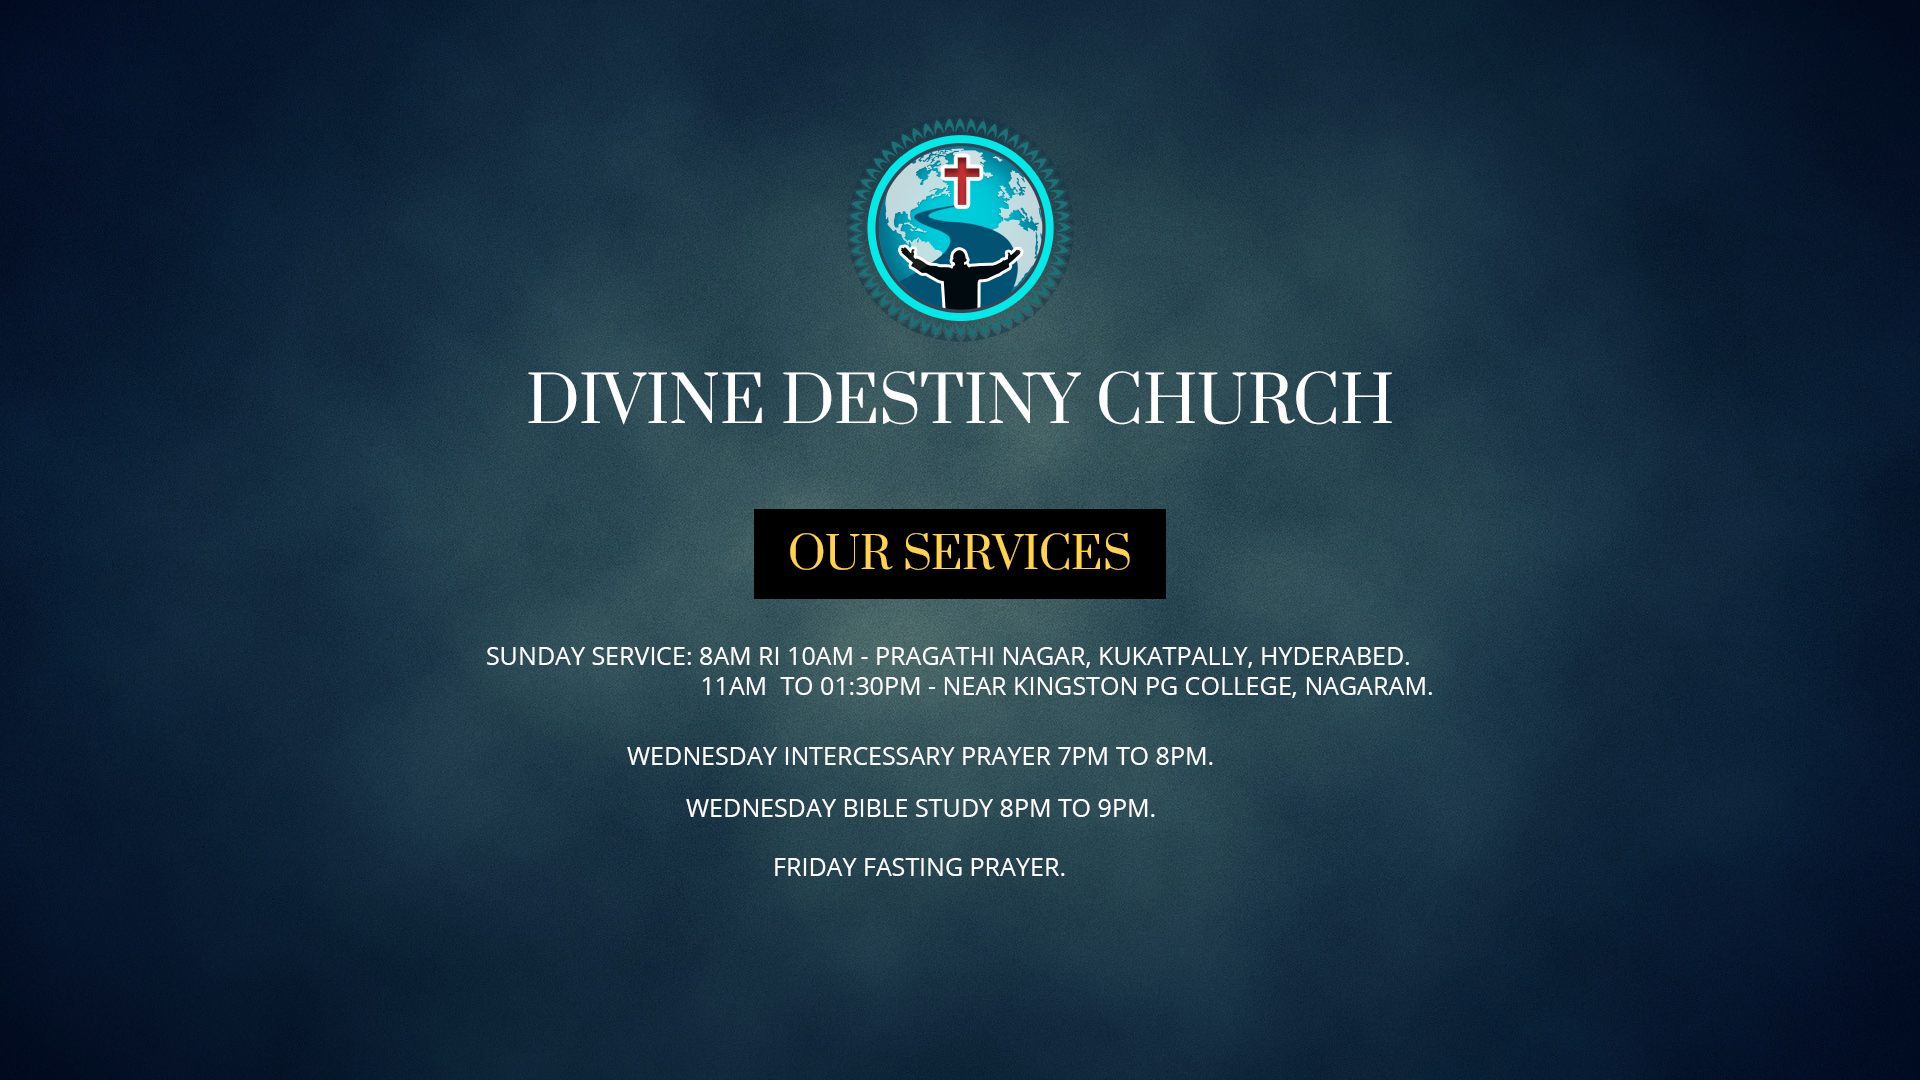 DIVINE DESTINY CHURCH
OUR SERVICES
SUNDAY SERVICE: 8AM RI 10AM - PRAGATHI NAGAR, KUKATPALLY, HYDERABED.
11AM  TO 01:30PM - NEAR KINGSTON PG COLLEGE, NAGARAM.
WEDNESDAY INTERCESSARY PRAYER 7PM TO 8PM.
WEDNESDAY BIBLE STUDY 8PM TO 9PM.
FRIDAY FASTING PRAYER.